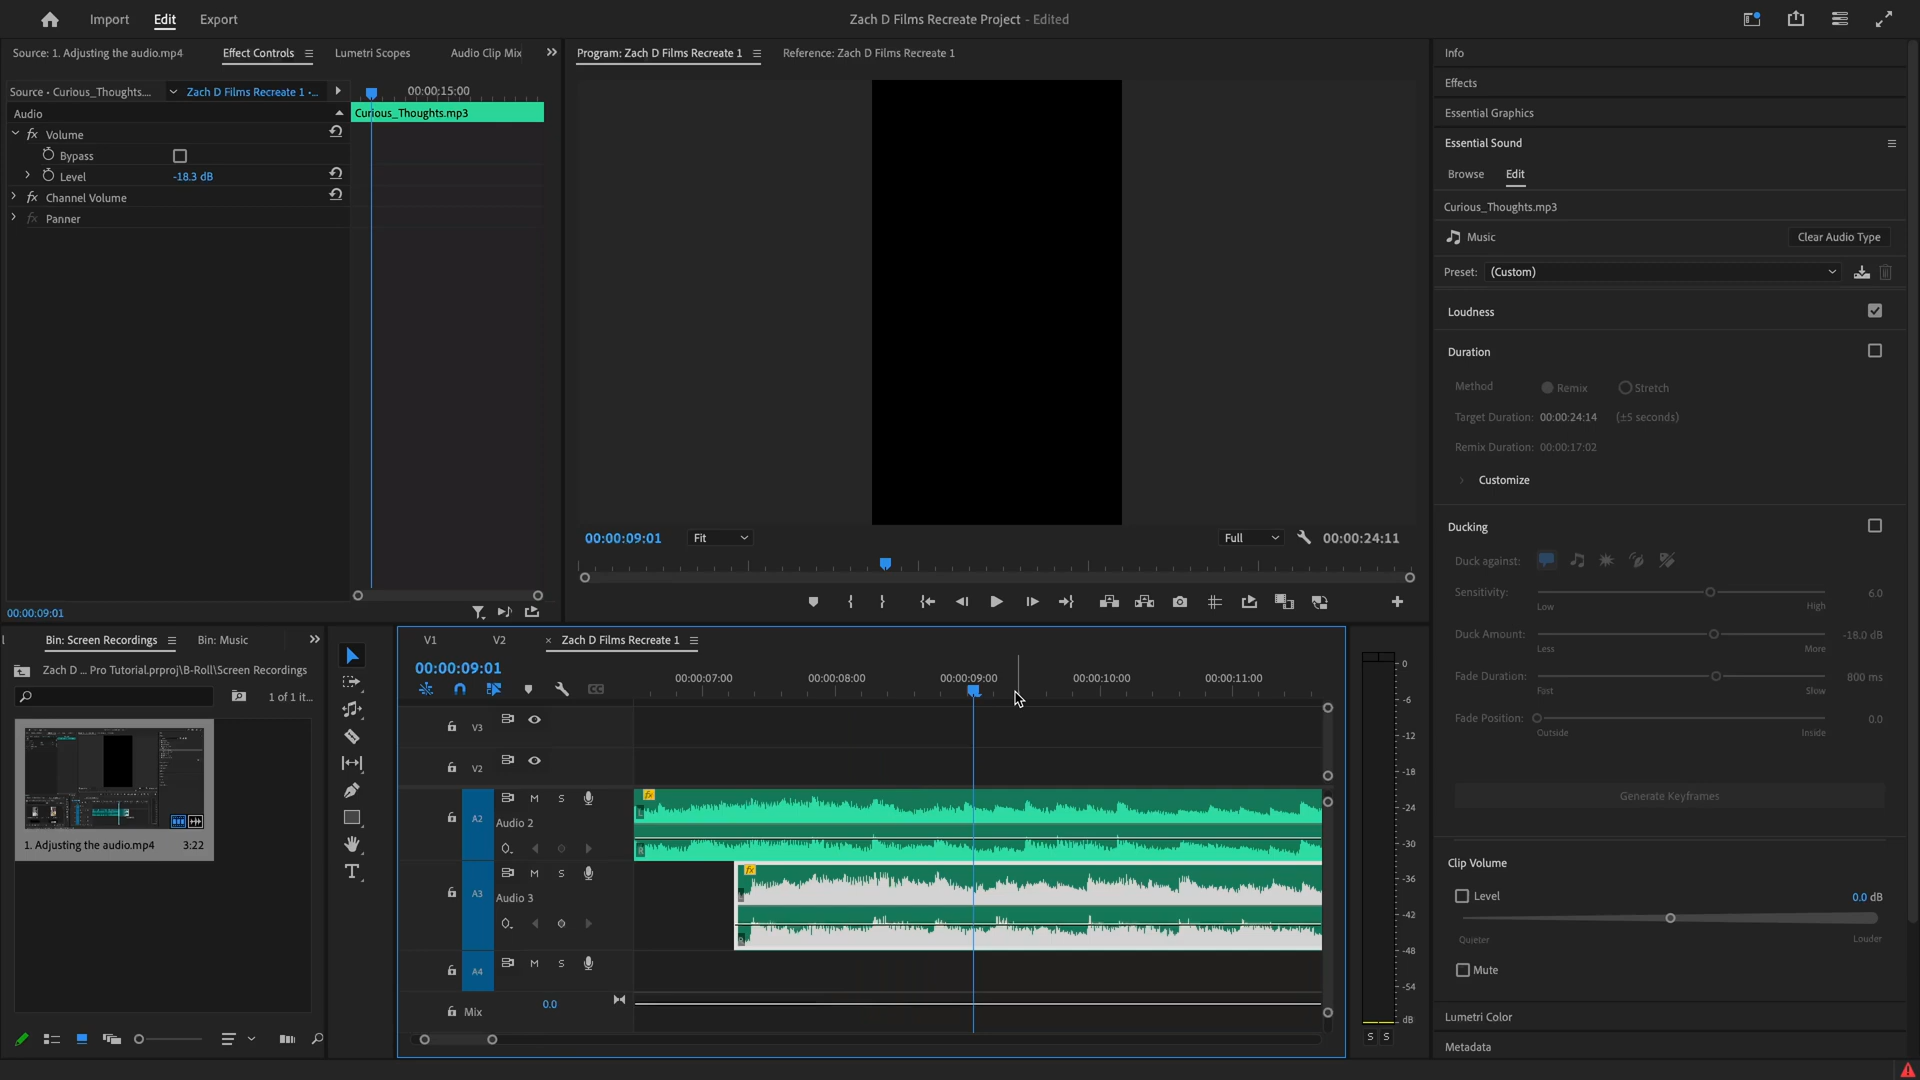 Import
Edit
Export
Zach D Films Recreate Project - Edited
Source: 1. Adjusting the audio.mp4
Effect Controls
Lumetri Scopes
Audio Clip Mix
Source • Curious_Thoughts....
Zach D Films Recreate 1 •...
00:00:15:00
Audio
Curious_Thoughts.mp3
fx Volume
Bypass
Level
-18.3 dB
fx Channel Volume
fx Panner
00:00:09:01
Program: Zach D Films Recreate 1
Reference: Zach D Films Recreate 1
00:00:09:01
Fit
Full
00:00:24:11
Info
Effects
Essential Graphics
Essential Sound
Browse
Edit
Curious_Thoughts.mp3
Music
Clear Audio Type
Preset:
(Custom)
Loudness
Duration
Method
Remix
Stretch
Target Duration: 00:00:24:14 (±5 seconds)
Remix Duration: 00:00:17:02
Customize
Ducking
Duck against:
Sensitivity:
6.0
Low
High
Duck Amount:
-18.0 dB
Less
More
Fade Duration:
800 ms
Fast
Slow
Fade Position:
0.0
Outside
Inside
Generate Keyframes
Clip Volume
Level
0.0 dB
Quieter
Louder
Mute
Lumetri Color
Metadata
Bin: Screen Recordings
Bin: Music
Zach D ... Pro Tutorial.prproj\B-Roll\Screen Recordings
1 of 1 it...
1. Adjusting the audio.mp4
3:22
V1
V2
× Zach D Films Recreate 1
00:00:09:01
CC
00:00:07:00
00:00:08:00
00:00:09:00
00:00:10:00
00:00:11:00
V3
V2
A2
M S
Audio 2
fx
L
R
A3
M S
Audio 3
fx
A4
M S
Mix
0.0
0
-6
-12
-18
-24
-30
-36
-42
-48
-54
dB
S S